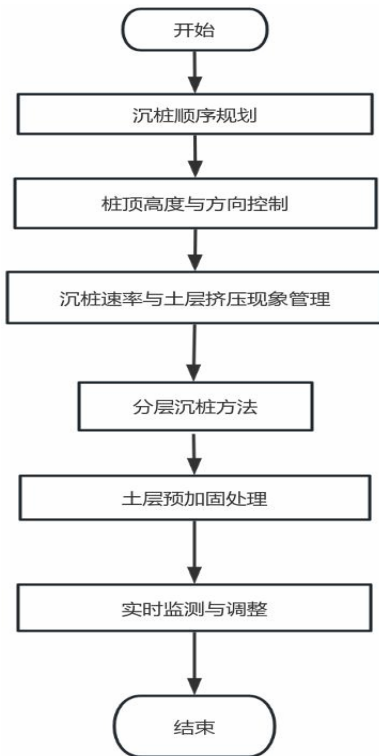 开始
沉桩顺序规划
桩顶高度与方向控制
沉桩速率与土层挤压现象管理
分层沉桩方法
土层预加固处理
实时监测与调整
结束